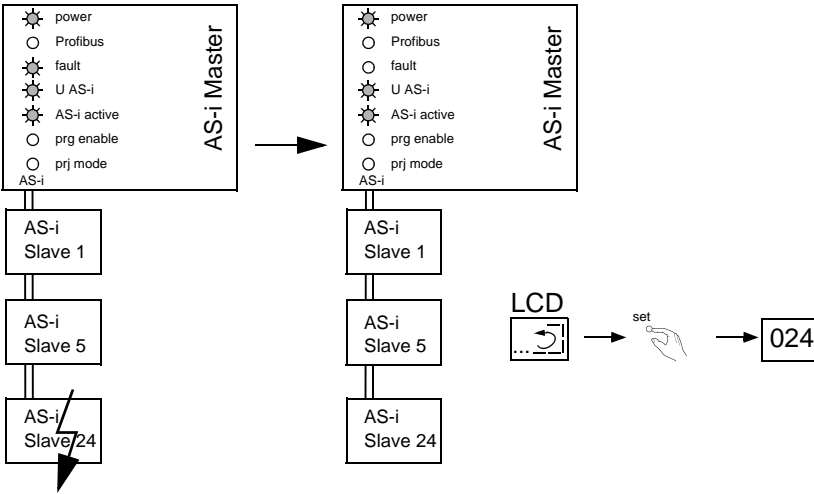 power
Profibus
fault
U AS-i
AS-i active
prg enable
prj mode
AS-i
AS-i Master
AS-i
Slave 1
AS-i
Slave 5
AS-i
Slave 24
power
Profibus
fault
U AS-i
AS-i active
prg enable
prj mode
AS-i
AS-i Master
AS-i
Slave 1
AS-i
Slave 5
AS-i
Slave 24
LCD
...
set
024